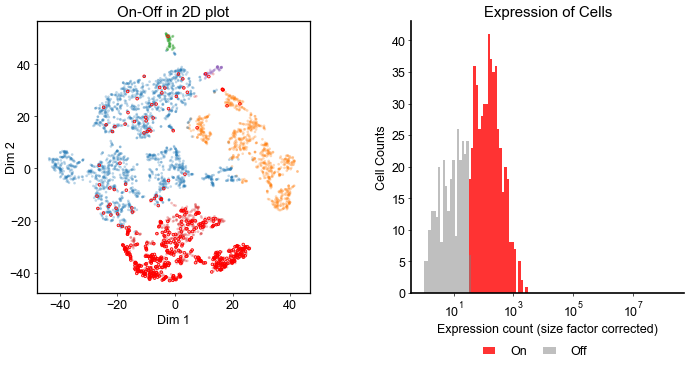 On-Off in 2D plot
40
20
0
−20
−40
Dim 2
−40 −20 0 20 40
Dim 1
Expression of Cells
40
35
30
25
20
15
10
5
0
Cell Counts
10^1 10^3 10^5 10^7
Expression count (size factor corrected)
On Off